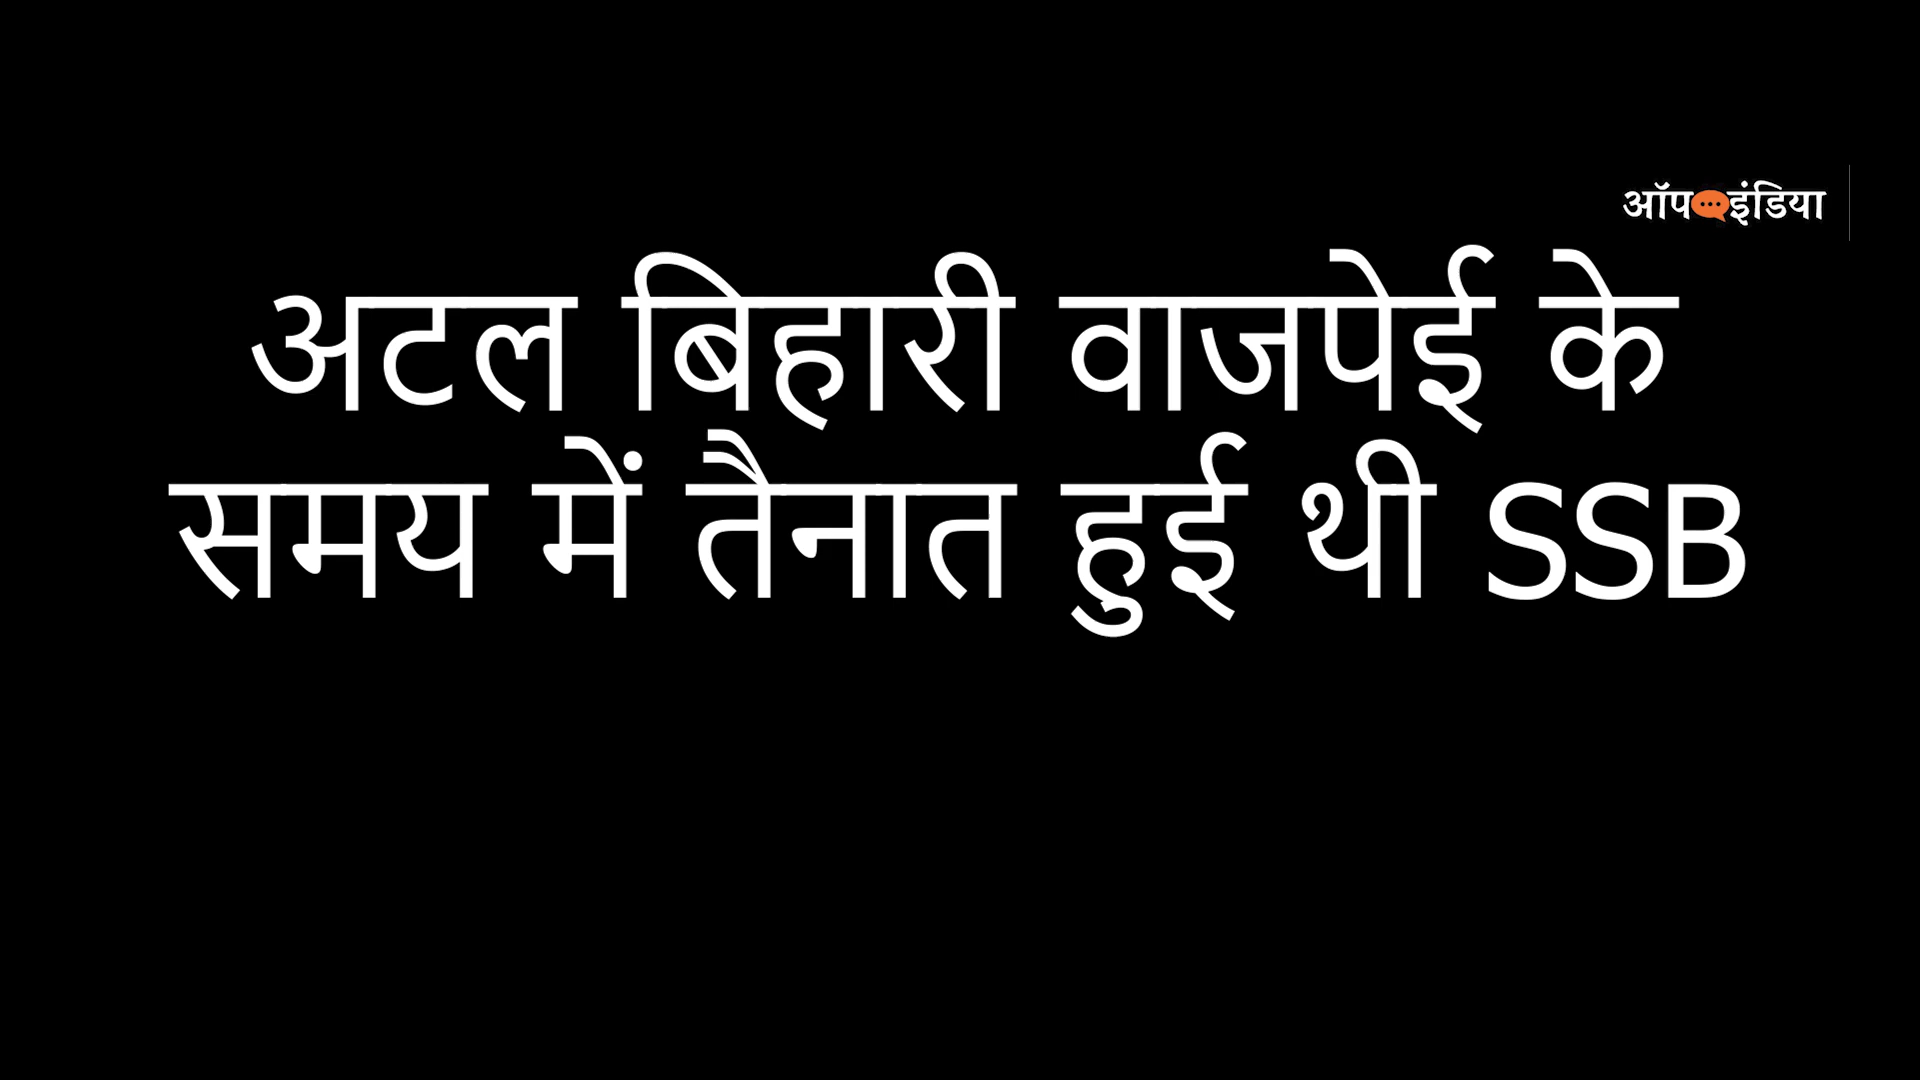 ऑपइंडिया
अटल बिहारी वाजपेई के
समय में तैनात हुई थी SSB